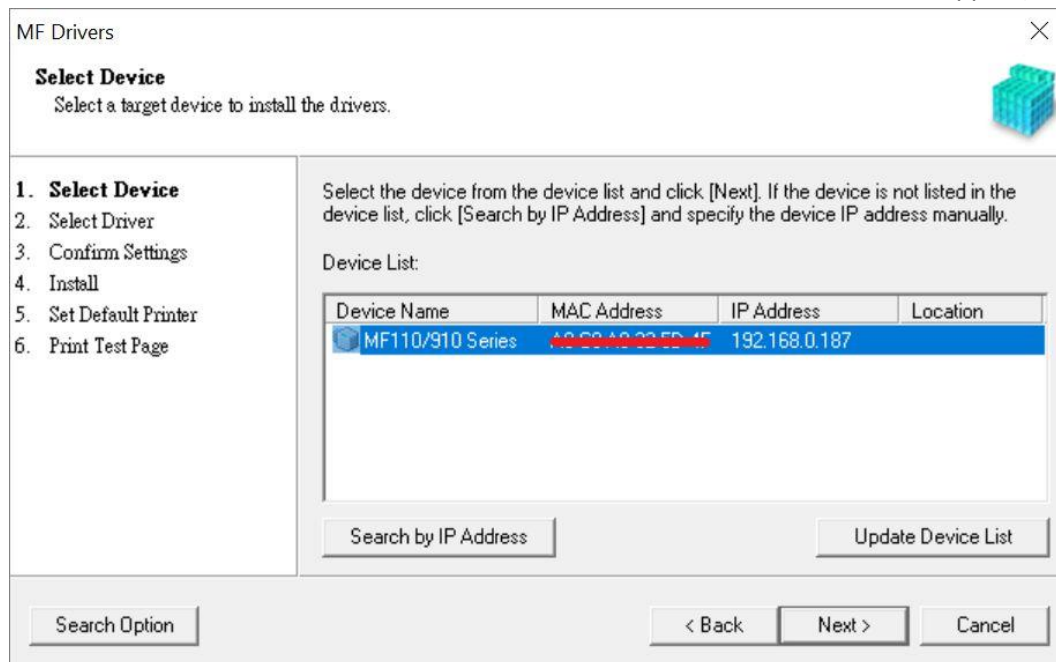 MF Drivers
Select Device
Select a target device to install the drivers.
1. Select Device
2. Select Driver
3. Confirm Settings
4. Install
5. Set Default Printer
6. Print Test Page
Select the device from the device list and click [Next]. If the device is not listed in the
device list, click [Search by IP Address] and specify the device IP address manually.
Device List:
Device Name MAC Address IP Address Location
MF110/910 Series 192.168.0.187
Search by IP Address Update Device List
Search Option < Back Next > Cancel